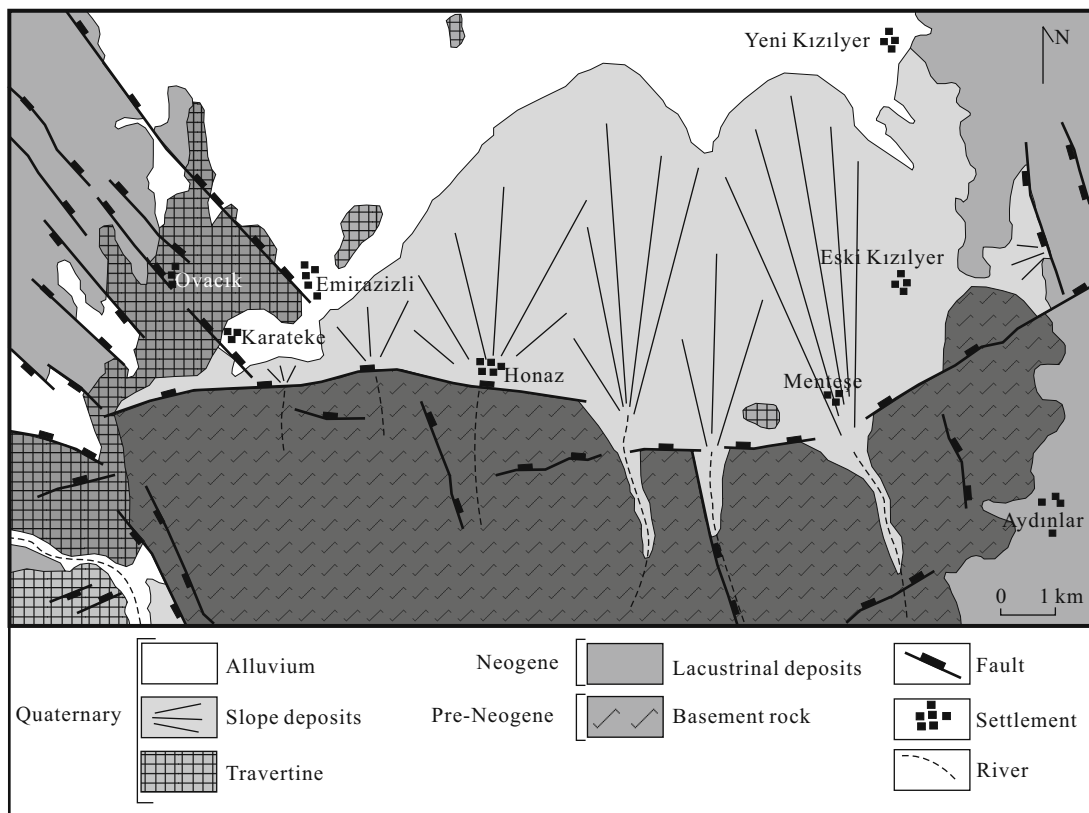 Yeni Kızılyer
N
Eski Kızılyer
Ovacık
Emirazizli
Karateke
Honaz
Menteşe
Aydınlar
0 1 km
Quaternary
Alluvium
Slope deposits
Travertine
Neogene
Lacustrinal deposits
Pre-Neogene
Basement rock
Fault
Settlement
River